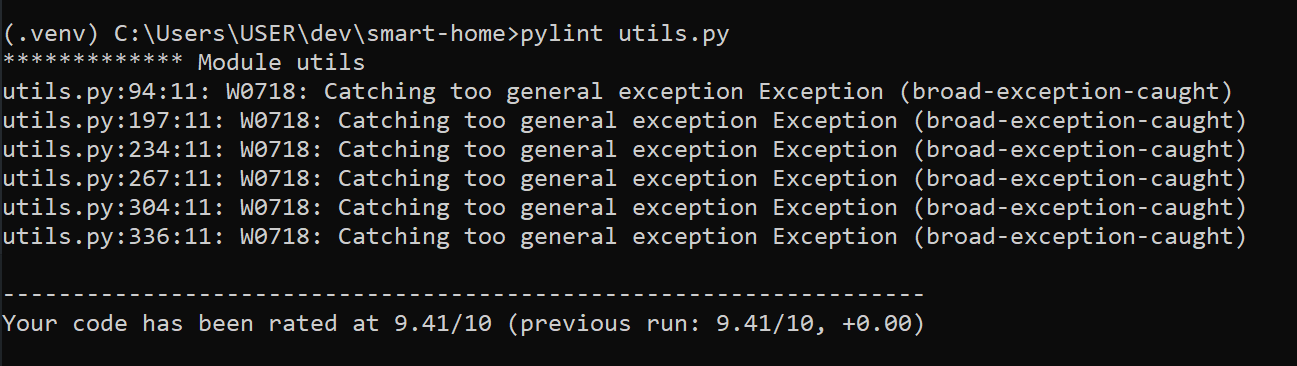 (.venv) C:\Users\USER\dev\smart-home>pylint utils.py
************* Module utils
utils.py:94:11: W0718: Catching too general exception Exception (broad-exception-caught)
utils.py:197:11: W0718: Catching too general exception Exception (broad-exception-caught)
utils.py:234:11: W0718: Catching too general exception Exception (broad-exception-caught)
utils.py:267:11: W0718: Catching too general exception Exception (broad-exception-caught)
utils.py:304:11: W0718: Catching too general exception Exception (broad-exception-caught)
utils.py:336:11: W0718: Catching too general exception Exception (broad-exception-caught)
------------------------------------------------------------------
Your code has been rated at 9.41/10 (previous run: 9.41/10, +0.00)